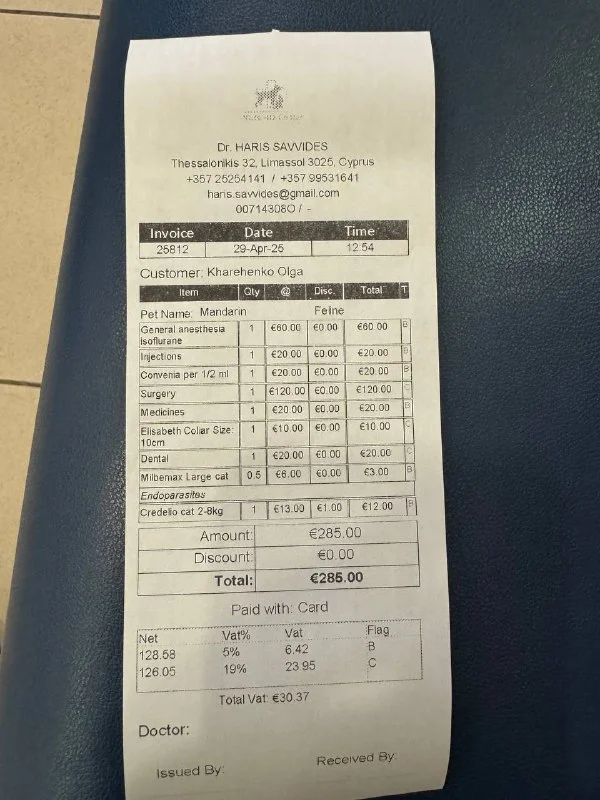 Dr. HARIS SAVVIDES
Thessalonikis 32, Limassol 3025, Cyprus
+357 25254141 / +357 99531641
haris.savvides@gmail.com
00714308O / -
Invoice Date Time
25812 29-Apr-25 12:54
Customer: Kharehenko Olga
Item Qty @ Disc. Total T
Pet Name: Mandarin Feline
General anesthesia 1 €60.00 €0.00 €60.00 B
isoflurane
Injections 1 €20.00 €0.00 €20.00 B
Convenia per 1/2 ml 1 €20.00 €0.00 €20.00 B
Surgery 1 €120.00 €0.00 €120.00 C
Medicines 1 €20.00 €0.00 €20.00 B
Elisabeth Collar Size: 1 €10.00 €0.00 €10.00 C
10cm
Dental 1 €20.00 €0.00 €20.00 C
Milbemax Large cat 0.5 €6.00 €0.00 €3.00 B
Endoparasites
Credelio cat 2-8kg 1 €13.00 €1.00 €12.00 B
Amount: €285.00
Discount: €0.00
Total: €285.00
Paid with: Card
Net Vat% Vat Flag
128.58 5% 6.42 B
126.05 19% 23.95 C
Total Vat: €30.37
Doctor:
Issued By: Received By: